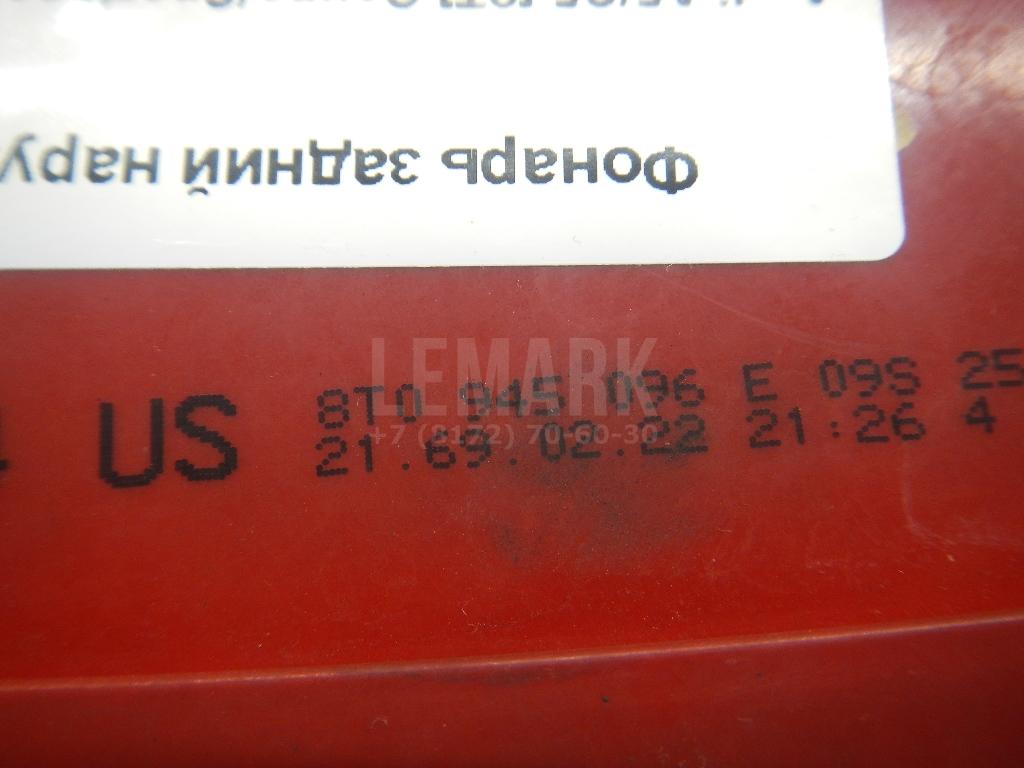 Фонарь задний нару
LEMARK
+7 (8172) 70-60-30
US 8T0 945 096 E 09S 25
21.69.02.22 21:26 4